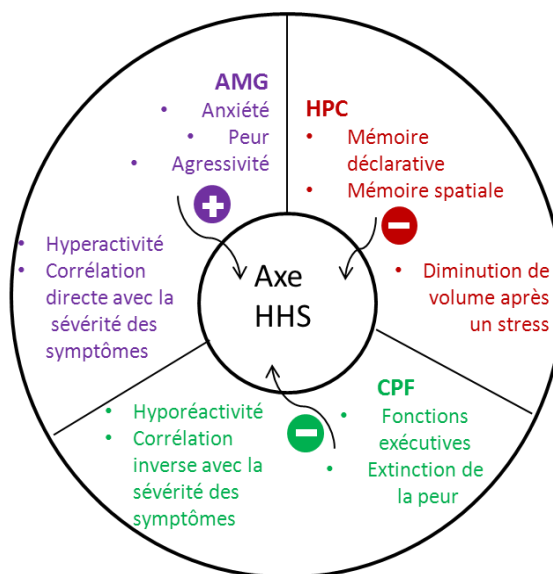 AMG
• Anxiété
• Peur
• Agressivité
+
• Hyperactivité
• Corrélation
directe avec la
sévérité des
symptômes
HPC
• Mémoire
déclarative
• Mémoire spatiale
−
• Diminution de
volume après
un stress
Axe
HHS
CPF
• Fonctions
exécutives
• Extinction de
la peur
−
• Hyporéactivité
• Corrélation
inverse avec la
sévérité des
symptômes